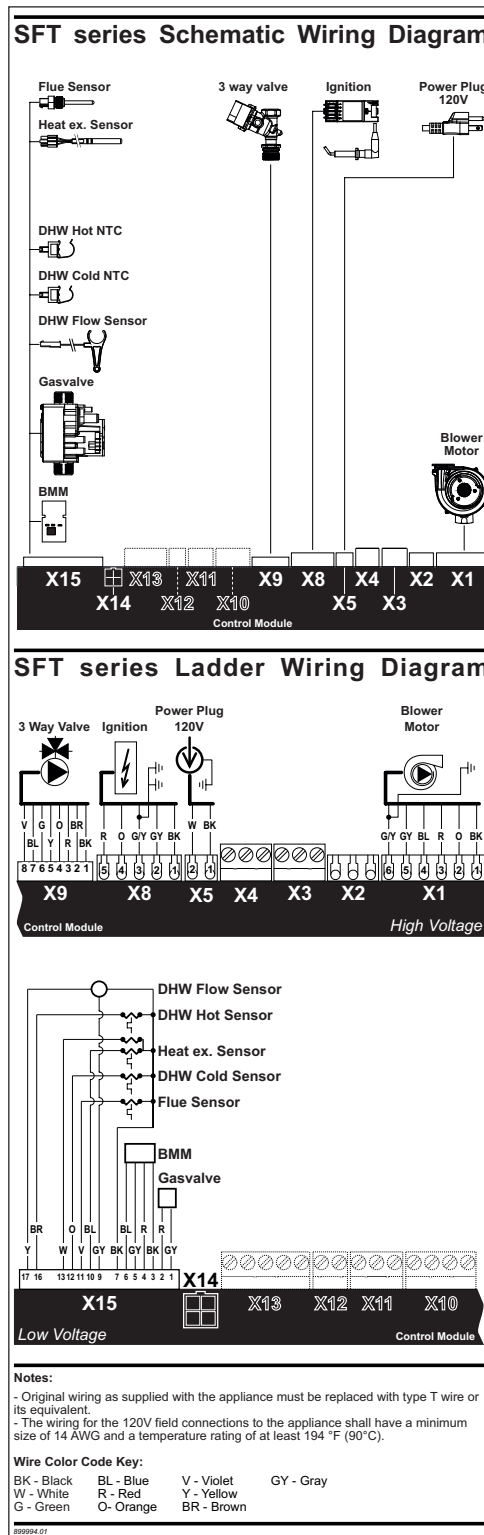 SFT series Schematic Wiring Diagram
Flue Sensor
3 way valve
Ignition
Power Plug
120V
Heat ex. Sensor
DHW Hot NTC
DHW Cold NTC
DHW Flow Sensor
Gasvalve
Blower
Motor
BMM
X15 X13 X11 X9 X8 X4 X2 X1
X14 X12 X10 X5 X3
Control Module
SFT series Ladder Wiring Diagram
Power Plug
120V
Blower
Motor
3 Way Valve
Ignition
V G O BR
BL Y R BK
R O G/Y GY BK
W BK
G/Y GY BL R O BK
8 7 6 5 4 3 2 1
5 4 3 2 1
2 1
6 5 4 3 2 1
X9 X8 X5 X4 X3 X2 X1
Control Module
High Voltage
DHW Flow Sensor
DHW Hot Sensor
Heat ex. Sensor
DHW Cold Sensor
Flue Sensor
BMM
Gasvalve
BR O BL BL R R
Y W V GY BK GY BK GY
17 16 13 12 11 10 9 7 6 5 4 3 2 1
X14
X15 X13 X12 X11 X10
Low Voltage
Control Module
Notes:
- Original wiring as supplied with the appliance must be replaced with type T wire or
its equivalent.
- The wiring for the 120V field connections to the appliance shall have a minimum
size of 14 AWG and a temperature rating of at least 194 °F (90°C).
Wire Color Code Key:
BK - Black BL - Blue V - Violet GY - Gray
W - White R - Red Y - Yellow
G - Green O- Orange BR - Brown
899994.01